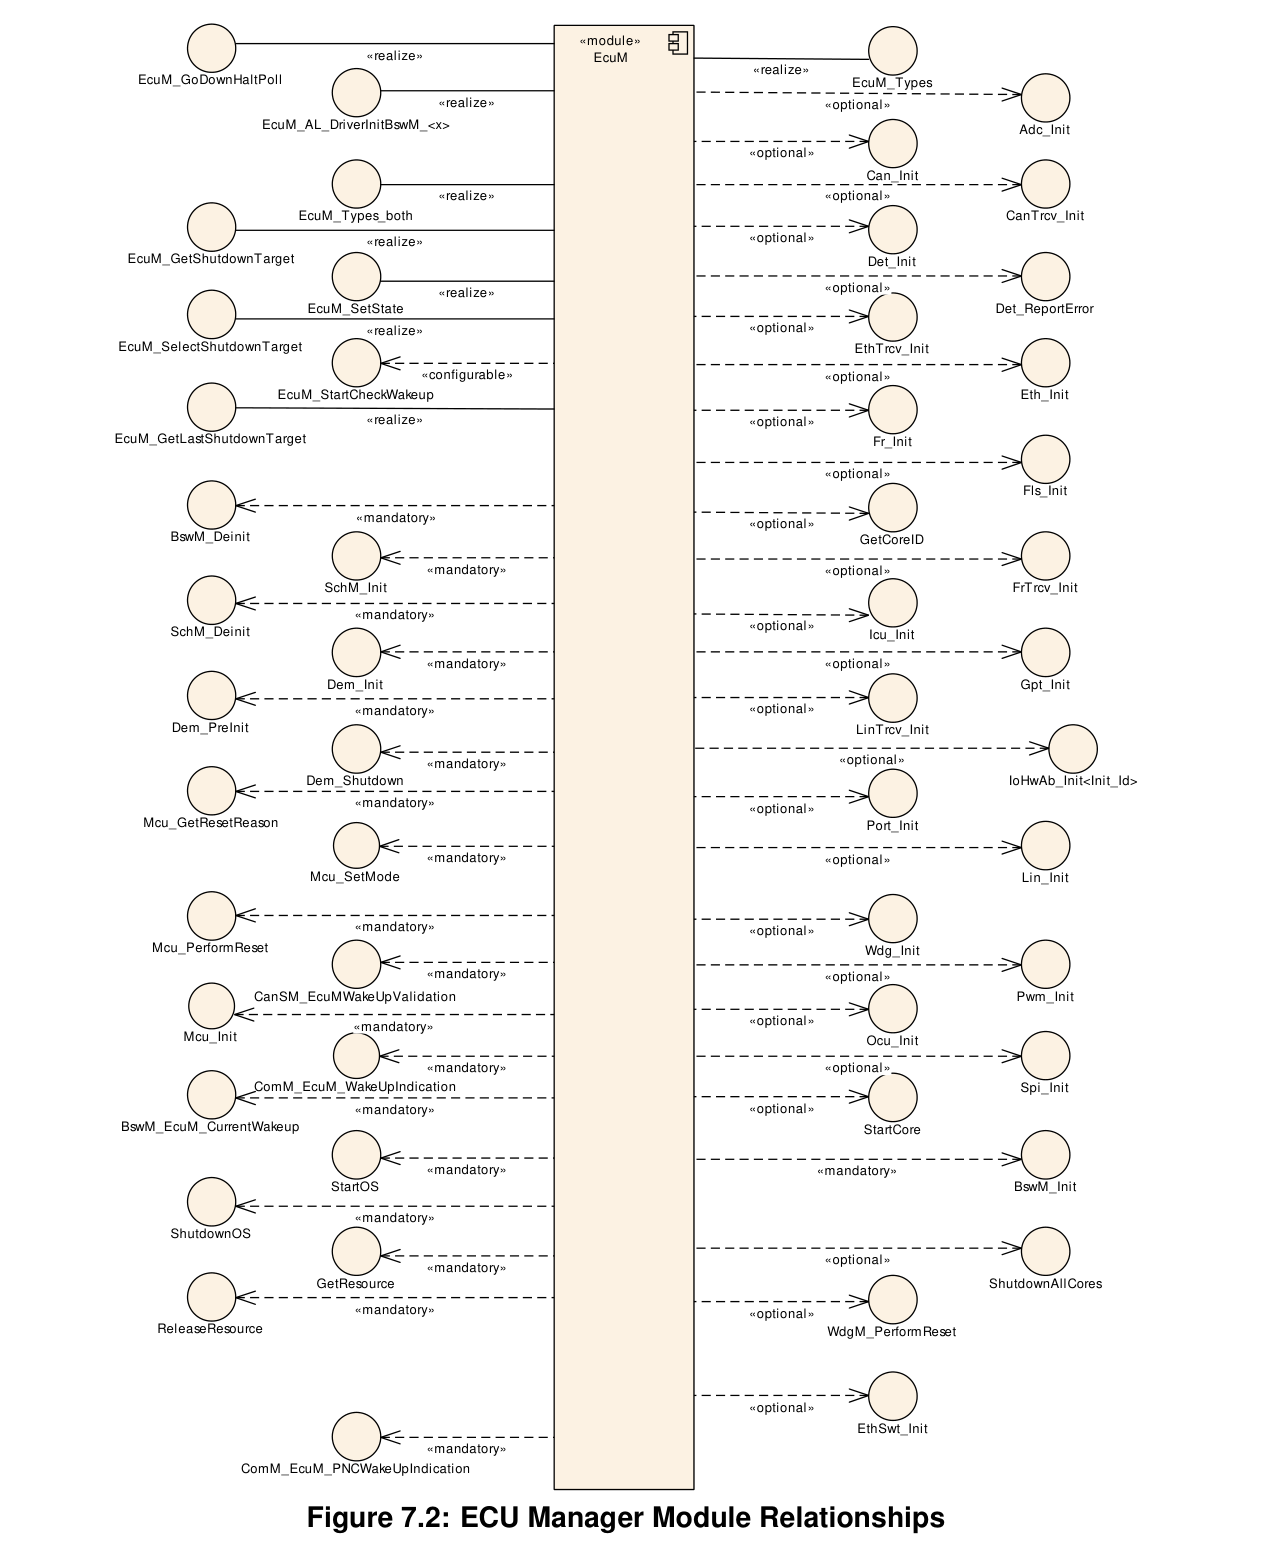 «module»
EcuM
EcuM_GoDownHaltPoll
«realize»
EcuM_AL_DriverInitBswM_<x>
«realize»
EcuM_Types_both
«realize»
EcuM_GetShutdownTarget
«realize»
EcuM_SetState
«realize»
EcuM_SelectShutdownTarget
«realize»
EcuM_StartCheckWakeup
«configurable»
EcuM_GetLastShutdownTarget
«realize»
BswM_Deinit
«mandatory»
SchM_Init
«mandatory»
SchM_Deinit
«mandatory»
Dem_Init
«mandatory»
Dem_PreInit
«mandatory»
Dem_Shutdown
«mandatory»
Mcu_GetResetReason
«mandatory»
Mcu_SetMode
«mandatory»
Mcu_PerformReset
«mandatory»
CanSM_EcuMWakeUpValidation
«mandatory»
Mcu_Init
«mandatory»
ComM_EcuM_WakeUpIndication
«mandatory»
BswM_EcuM_CurrentWakeup
«mandatory»
StartOS
«mandatory»
ShutdownOS
«mandatory»
GetResource
«mandatory»
ReleaseResource
«mandatory»
ComM_EcuM_PNCWakeUpIndication
«mandatory»
EcuM_Types
«realize»
Adc_Init
«optional»
Can_Init
«optional»
CanTrcv_Init
«optional»
Det_Init
«optional»
Det_ReportError
«optional»
EthTrcv_Init
«optional»
Eth_Init
«optional»
Fr_Init
«optional»
Fls_Init
«optional»
GetCoreID
«optional»
FrTrcv_Init
«optional»
Icu_Init
«optional»
Gpt_Init
«optional»
LinTrcv_Init
«optional»
IoHwAb_Init<Init_Id>
«optional»
Port_Init
«optional»
Lin_Init
«optional»
Wdg_Init
«optional»
Pwm_Init
«optional»
Ocu_Init
«optional»
Spi_Init
«optional»
StartCore
«optional»
BswM_Init
«mandatory»
ShutdownAllCores
«optional»
WdgM_PerformReset
«optional»
EthSwt_Init
«optional»
Figure 7.2: ECU Manager Module Relationships